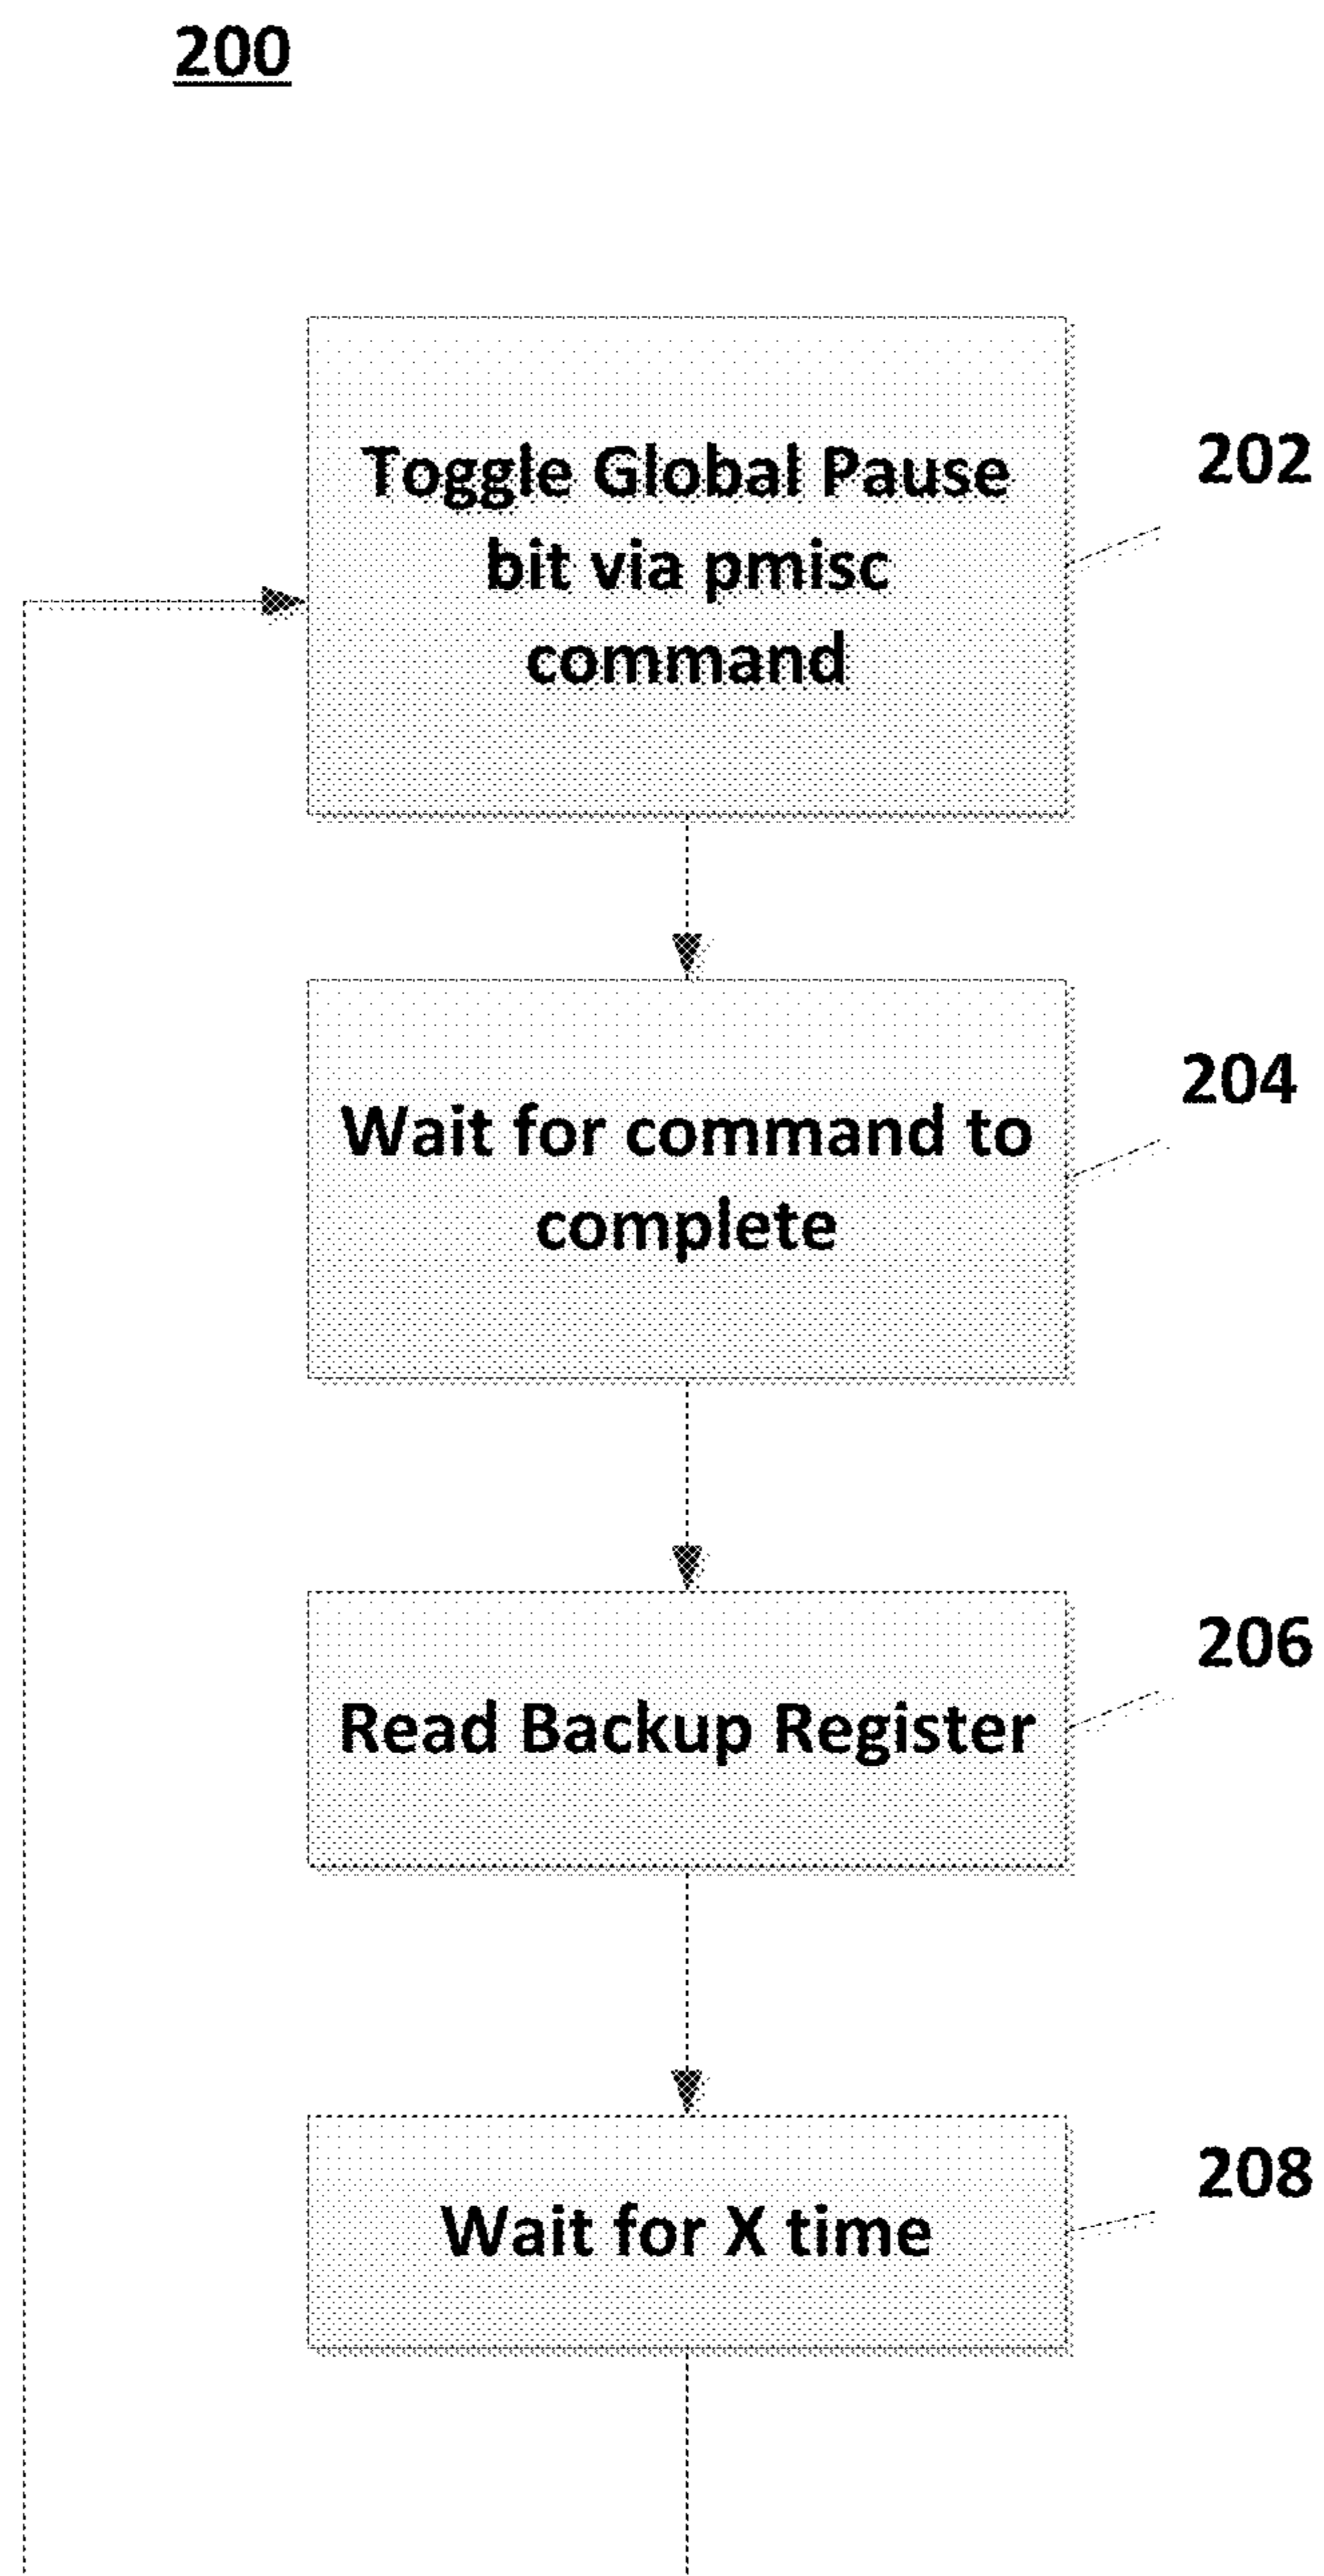 200
Toggle Global Pause
bit via pmisc
command
202
Wait for command to
complete
204
Read Backup Register
206
Wait for X time
208